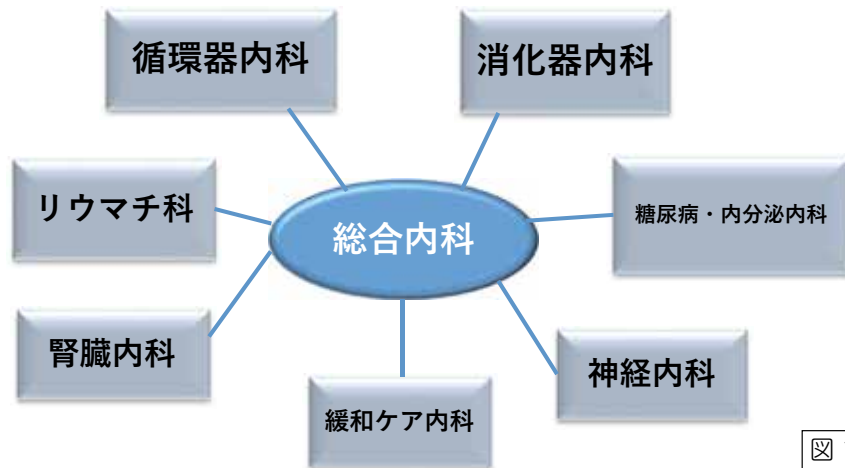 循環器内科
消化器内科
リウマチ科
糖尿病・内分泌内科
総合内科
腎臓内科
神経内科
緩和ケア内科
図